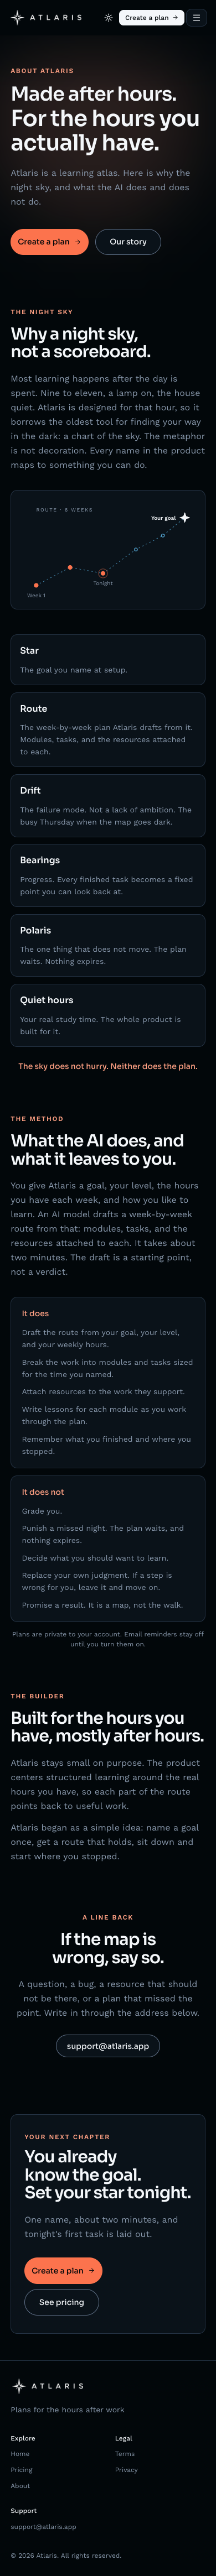 ATLARIS
Create a plan →
ABOUT ATLARIS
Made after hours.
For the hours you
actually have.
Atlaris is a learning atlas. Here is why the
night sky, and what the AI does and does
not do.
Create a plan →
Our story
THE NIGHT SKY
Why a night sky,
not a scoreboard.
Most learning happens after the day is
spent. Nine to eleven, a lamp on, the house
quiet. Atlaris is designed for that hour, so it
borrows the oldest tool for finding your way
in the dark: a chart of the sky. The metaphor
is not decoration. Every name in the product
maps to something you can do.
ROUTE · 6 WEEKS
Your goal
Tonight
Week 1
Star
The goal you name at setup.
Route
The week-by-week plan Atlaris drafts from it.
Modules, tasks, and the resources attached
to each.
Drift
The failure mode. Not a lack of ambition. The
busy Thursday when the map goes dark.
Bearings
Progress. Every finished task becomes a fixed
point you can look back at.
Polaris
The one thing that does not move. The plan
waits. Nothing expires.
Quiet hours
Your real study time. The whole product is
built for it.
The sky does not hurry. Neither does the plan.
THE METHOD
What the AI does, and
what it leaves to you.
You give Atlaris a goal, your level, the hours
you have each week, and how you like to
learn. An AI model drafts a week-by-week
route from that: modules, tasks, and the
resources attached to each. It takes about
two minutes. The draft is a starting point,
not a verdict.
It does
Draft the route from your goal, your level,
and your weekly hours.
Break the work into modules and tasks sized
for the time you named.
Attach resources to the work they support.
Write lessons for each module as you work
through the plan.
Remember what you finished and where you
stopped.
It does not
Grade you.
Punish a missed night. The plan waits, and
nothing expires.
Decide what you should want to learn.
Replace your own judgment. If a step is
wrong for you, leave it and move on.
Promise a result. It is a map, not the walk.
Plans are private to your account. Email reminders stay off
until you turn them on.
THE BUILDER
Built for the hours you
have, mostly after yours.
Atlaris stays small on purpose. The product
centers structured learning around the real
hours you have, so each part of the route
points back to useful work.
Atlaris began as a simple idea: name a goal
once, get a route that holds, sit down and
start where you stopped.
A LINE BACK
If the map is
wrong, say so.
A question, a bug, a resource that should
not be there, or a plan that missed the
point. Write in through the address below.
support@atlaris.app
YOUR NEXT CHAPTER
You already
know the goal.
Set your star tonight.
One name, about two minutes, and
tonight's first task is laid out.
Create a plan →
See pricing
ATLARIS
Plans for the hours after work
Explore
Home
Pricing
About
Legal
Terms
Privacy
Support
support@atlaris.app
© 2026 Atlaris. All rights reserved.